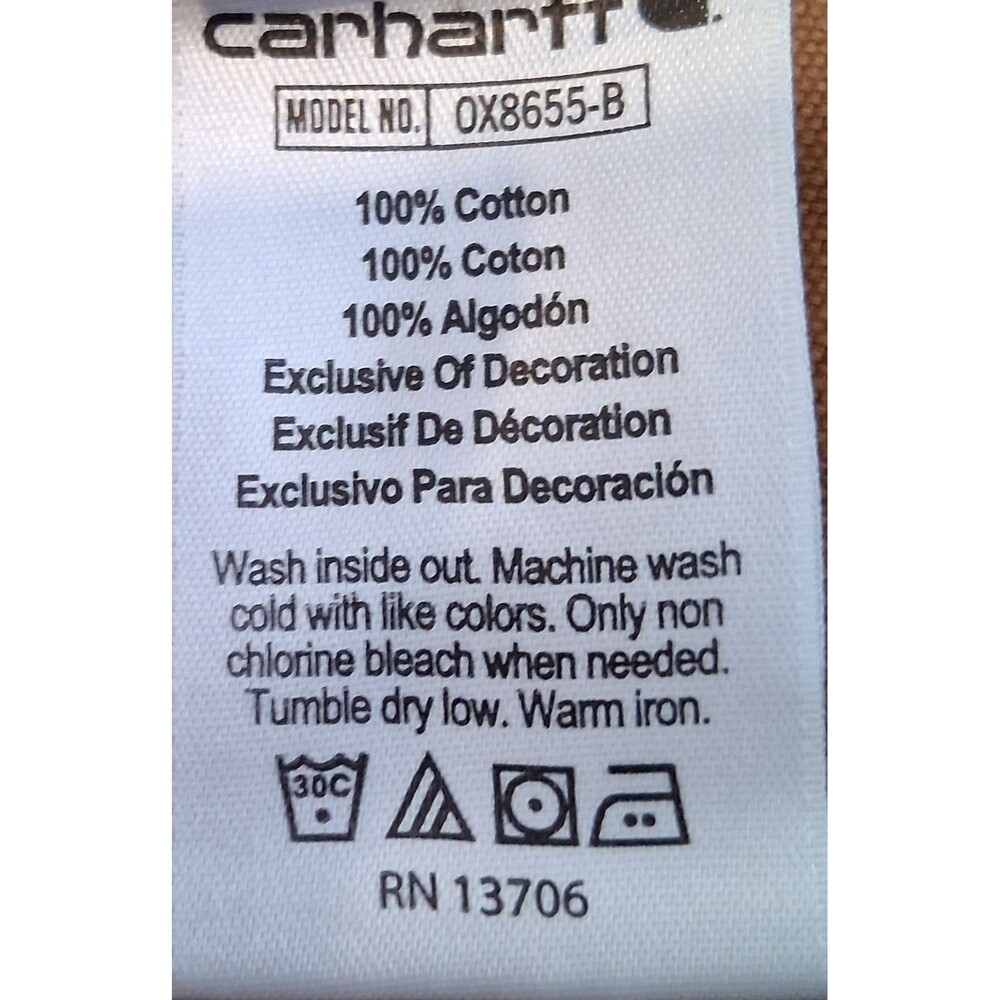 carhartt
MODEL NO. OX8655-B
100% Cotton
100% Coton
100% Algodón
Exclusive Of Decoration
Exclusif De Décoration
Exclusivo Para Decoración
Wash inside out. Machine wash
cold with like colors. Only non
chlorine bleach when needed.
Tumble dry low. Warm iron.
30C
RN 13706